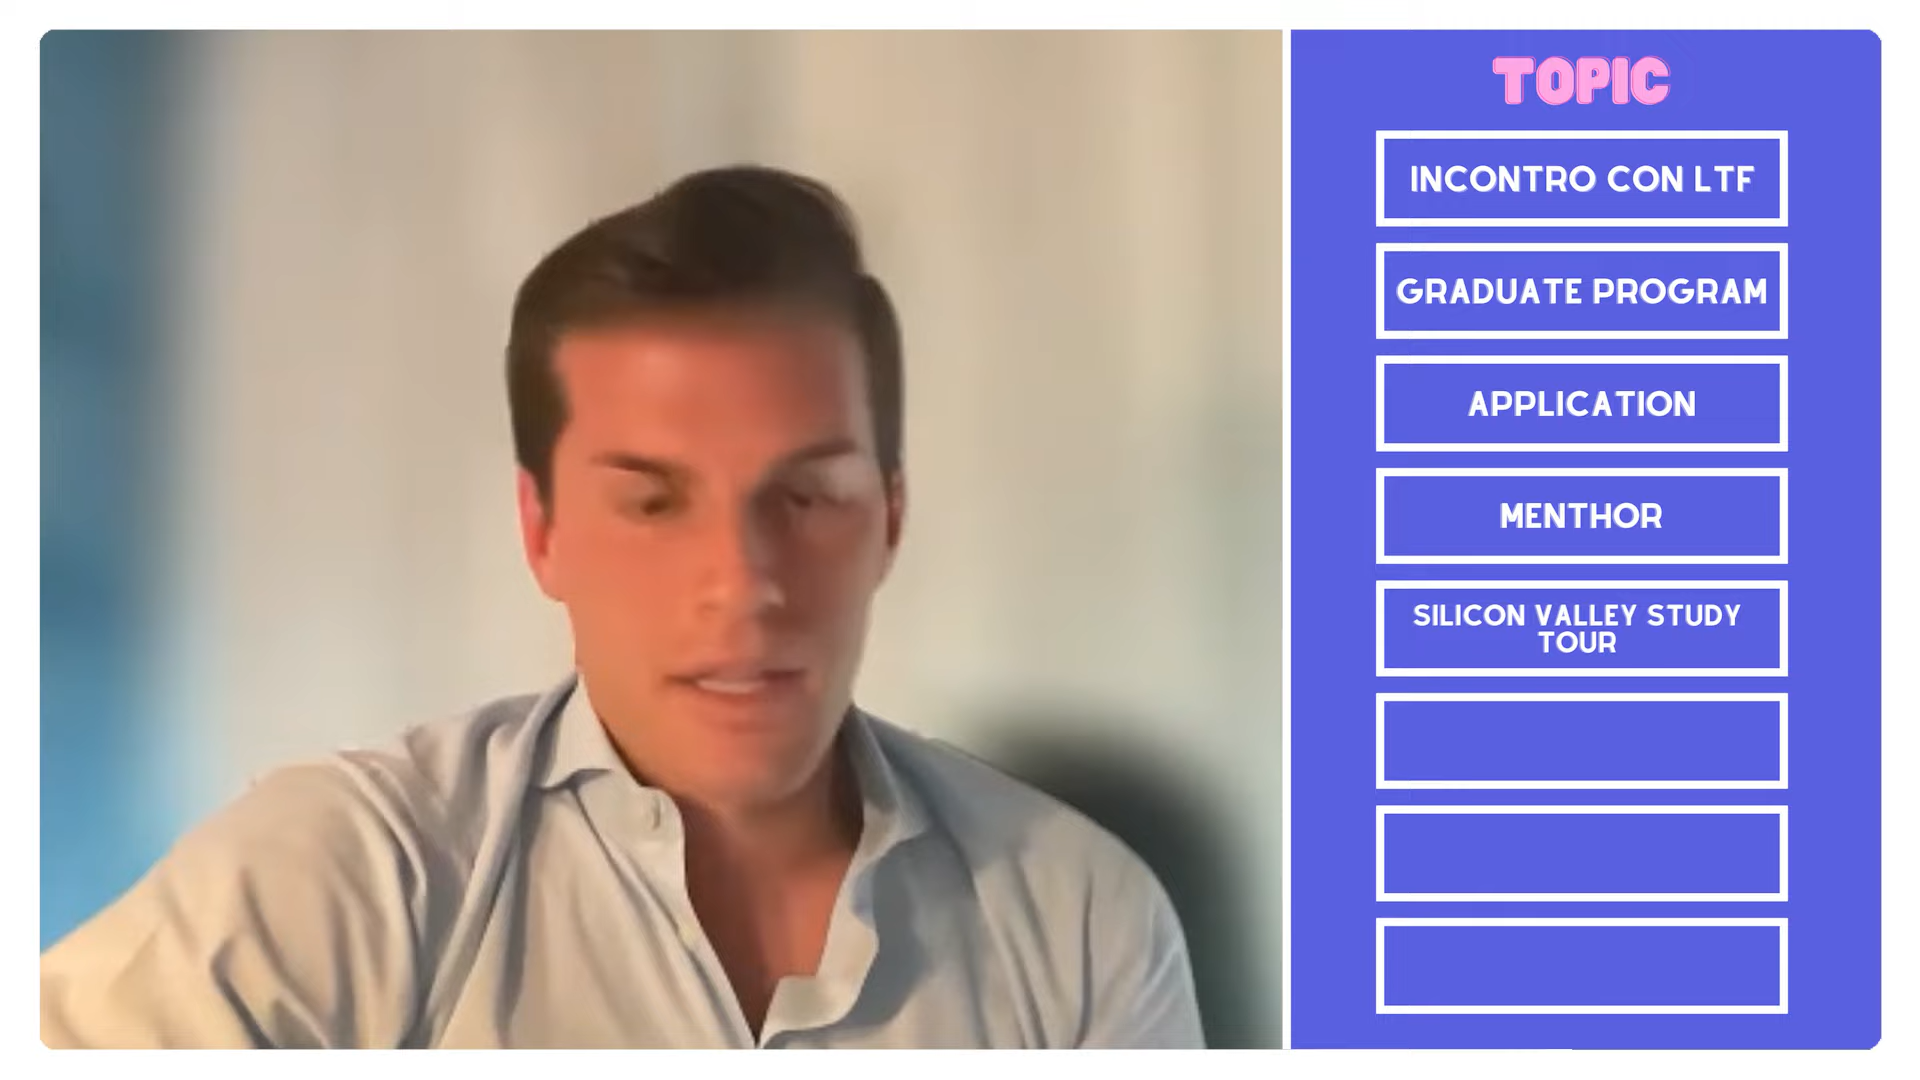 TOPIC
INCONTRO CON LTF
GRADUATE PROGRAM
APPLICATION
MENTHOR
SILICON VALLEY STUDY
TOUR